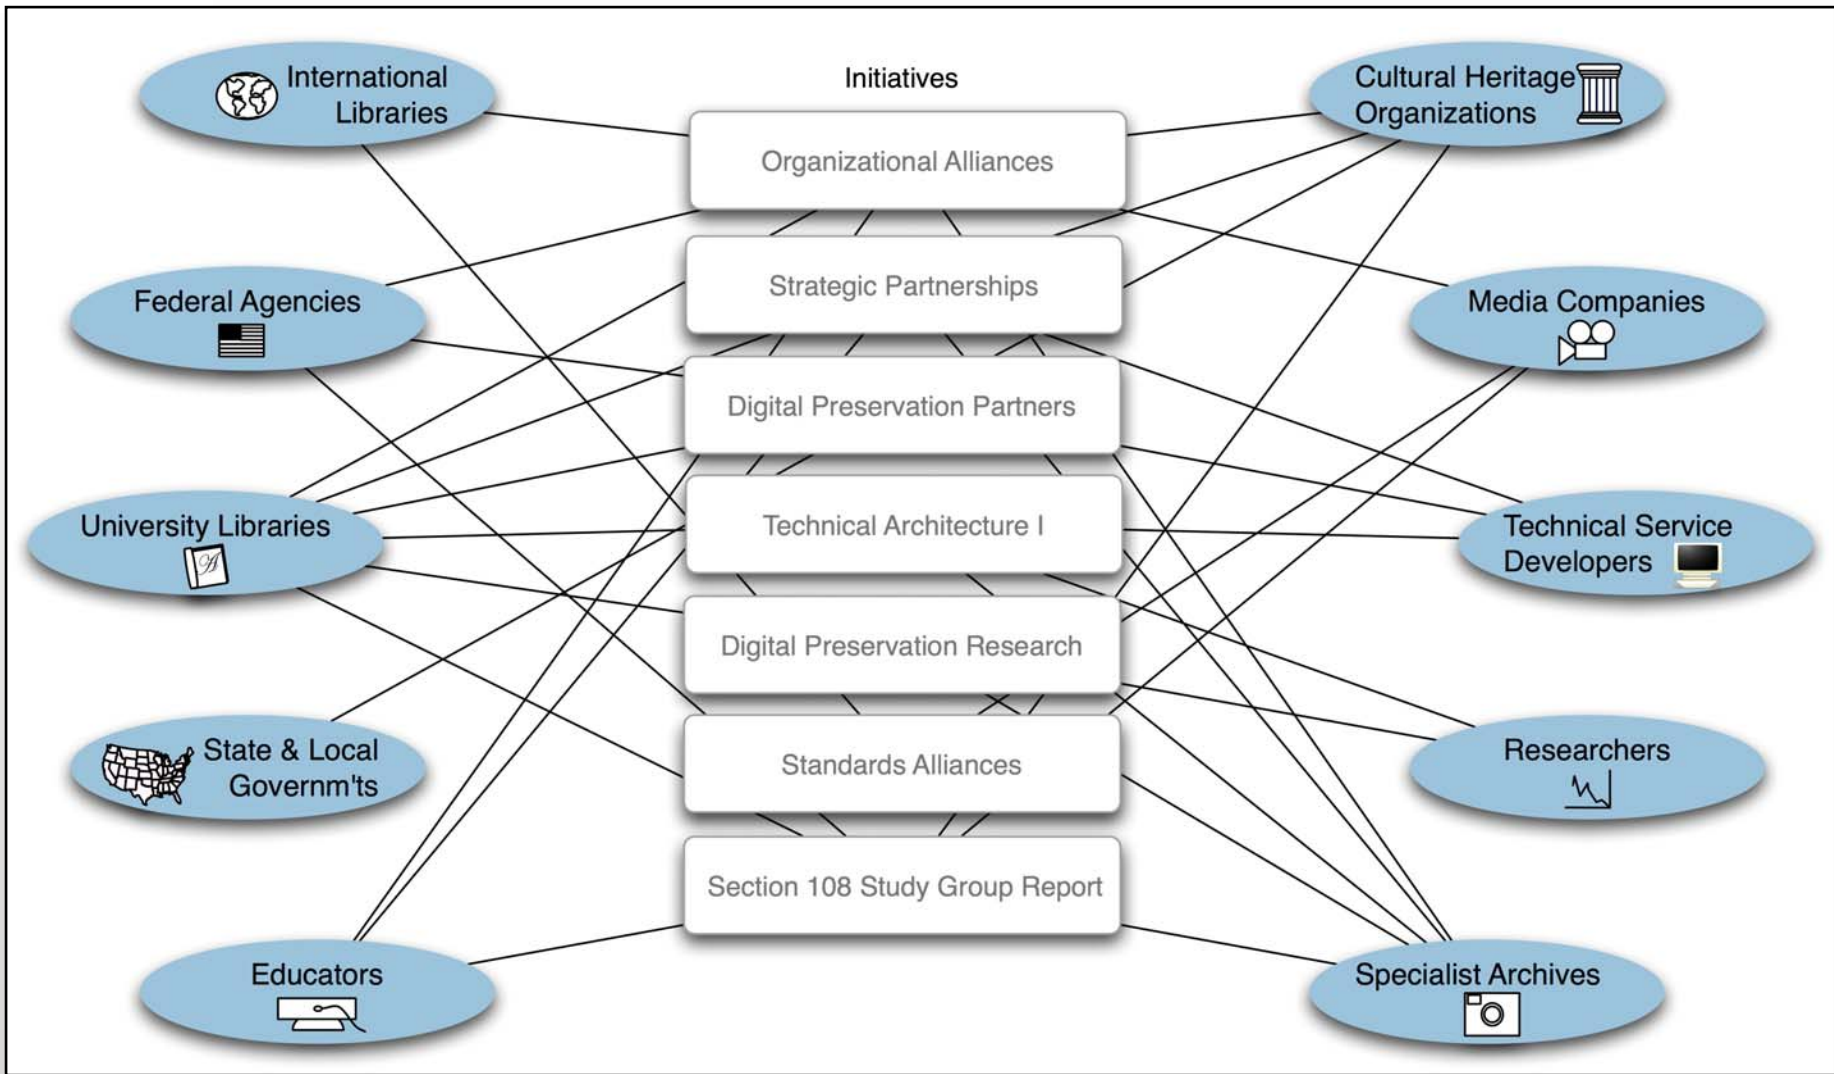 Initiatives
International
Libraries
Federal Agencies
University Libraries
A
State & Local
Governm'ts
Educators
Organizational Alliances
Strategic Partnerships
Digital Preservation Partners
Technical Architecture I
Digital Preservation Research
Standards Alliances
Section 108 Study Group Report
Cultural Heritage
Organizations
Media Companies
Technical Service
Developers
Researchers
Specialist Archives